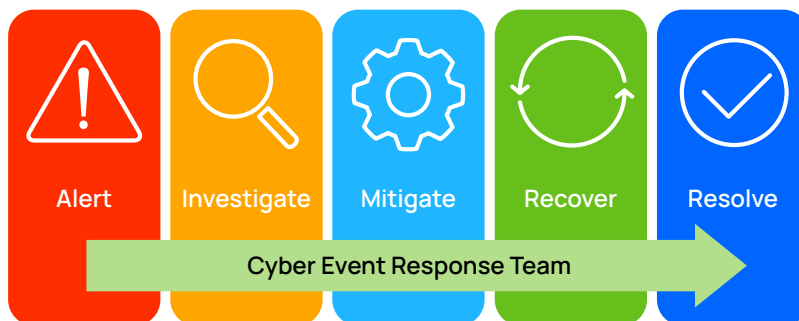 Alert
Investigate
Mitigate
Recover
Resolve
Cyber Event Response Team